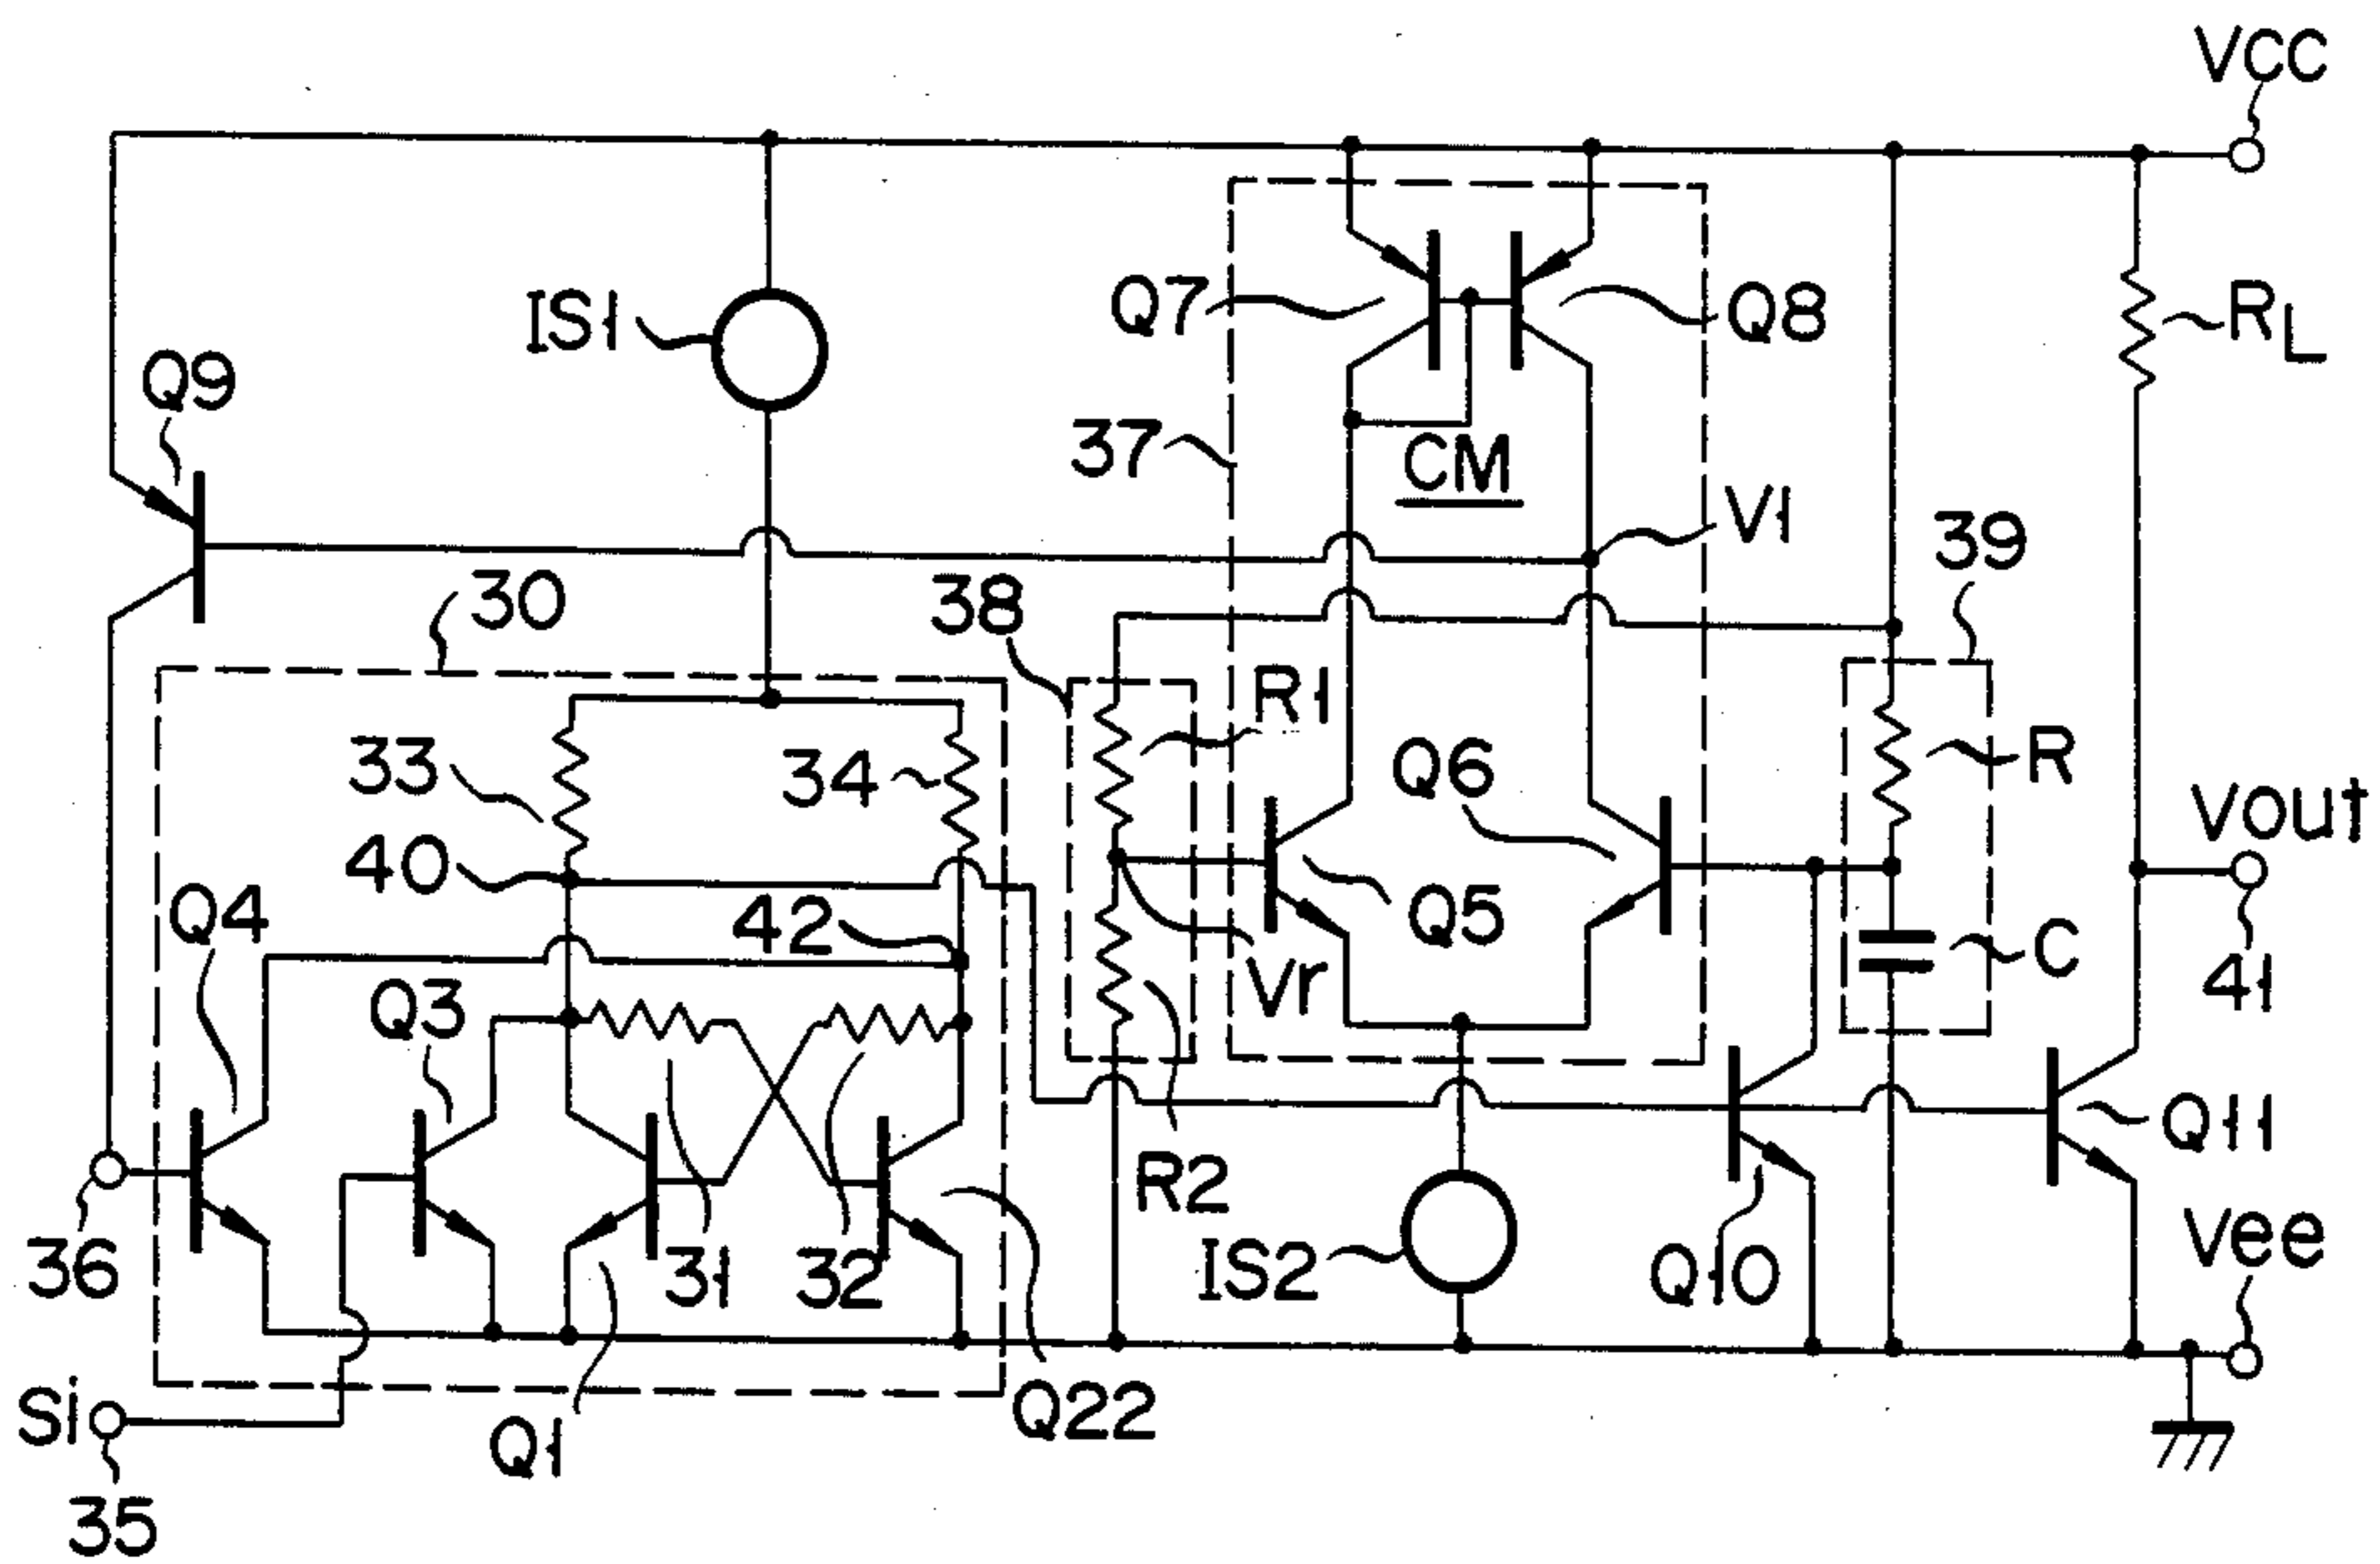 VCC
IS1
Q7
Q8
RL
Q9
37
CM
V1
39
30
38
R1
33
34
Q6
R
40
Vout
Q4
42
Q5
C
Q3
Vr
41
Q11
R2
36
31
32
IS2
Q10
Vee
Si
Q1
Q22
35